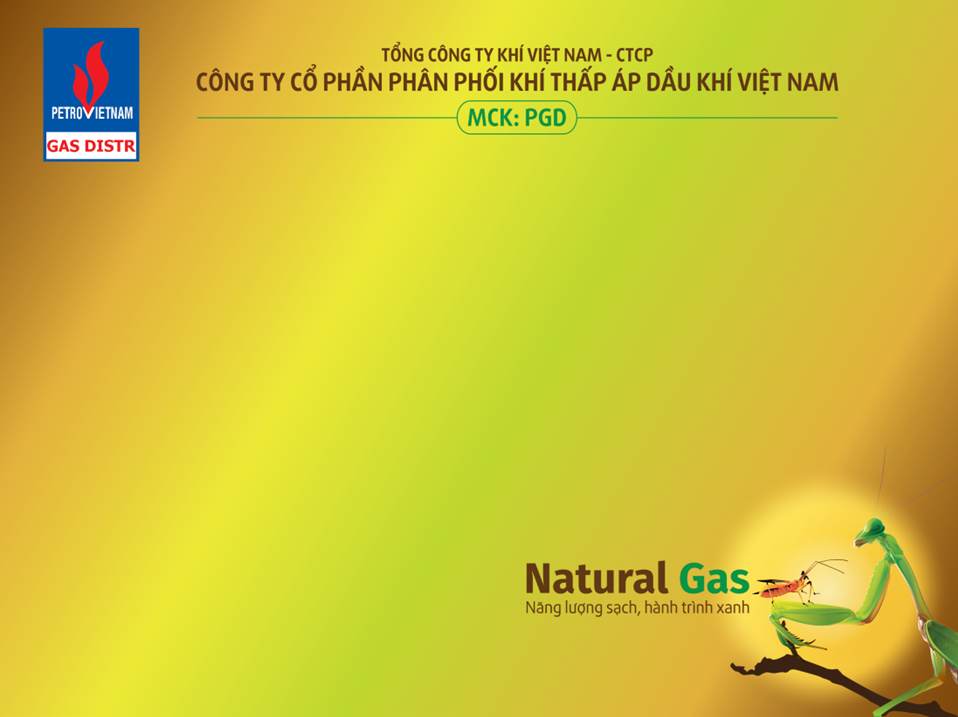 TỔNG CÔNG TY KHÍ VIỆT NAM - CTCP
CÔNG TY CỔ PHẦN PHÂN PHỐI KHÍ THẤP ÁP DẦU KHÍ VIỆT NAM
MCK: PGD
PETROVIETNAM
GAS DISTR
Natural Gas
Năng lượng sạch, hành trình xanh